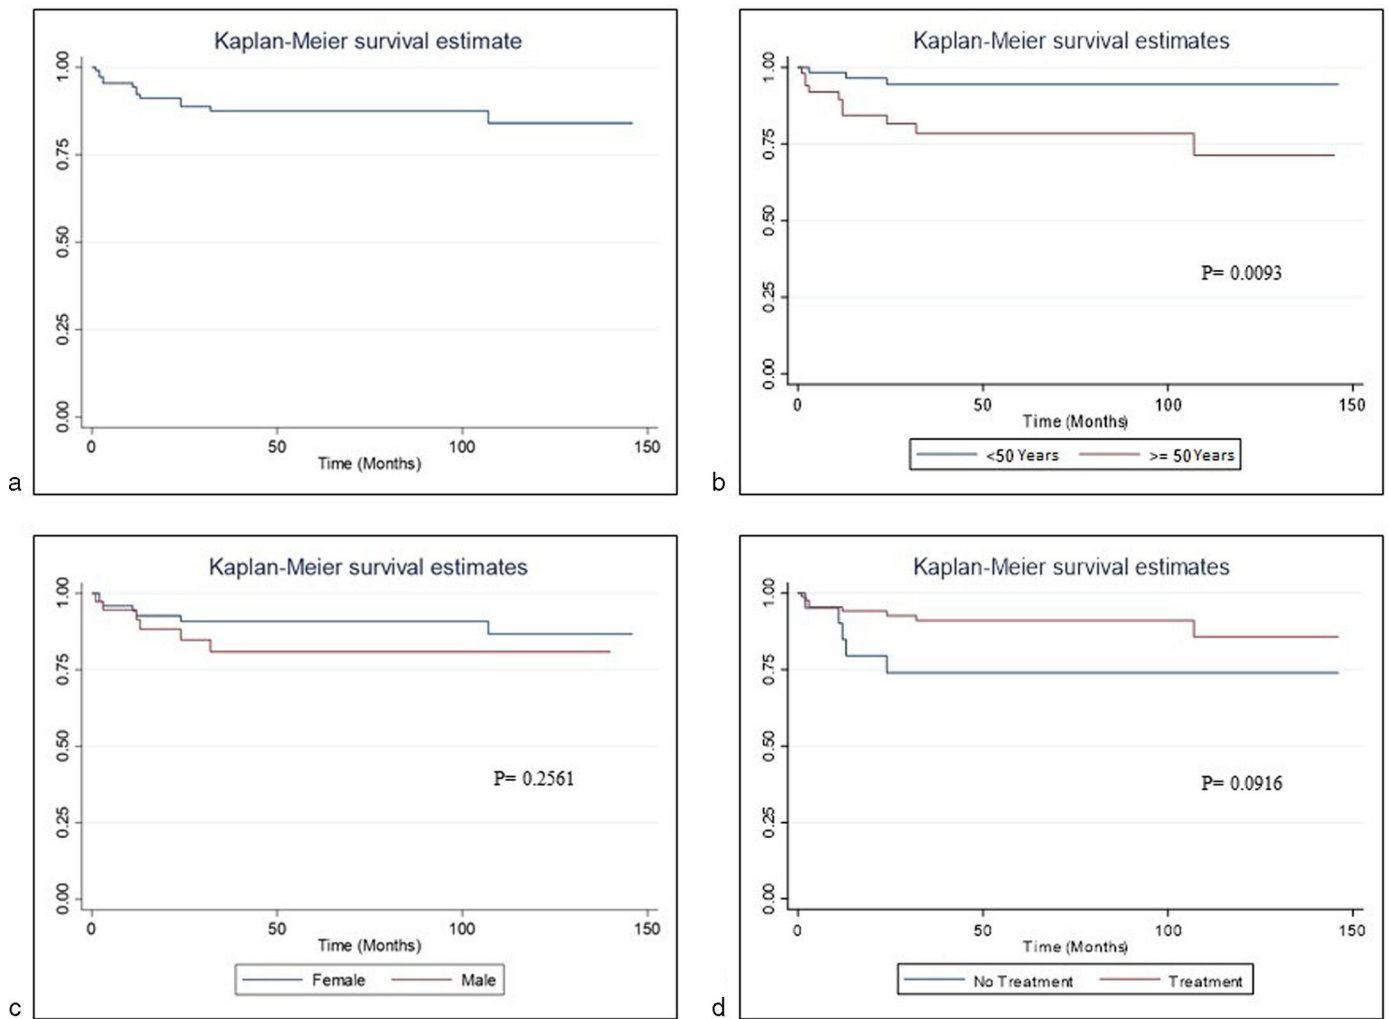 Kaplan-Meier survival estimate
1.00
0.75
0.50
0.25
0.00
0 50 100 150
Time (Months)
a
Kaplan-Meier survival estimates
1.00
0.75
0.50
0.25
0.00
P= 0.0093
0 50 100 150
Time (Months)
<50 Years >= 50 Years
b
Kaplan-Meier survival estimates
1.00
0.75
0.50
0.25
0.00
P= 0.2561
0 50 100 150
Time (Months)
Female Male
c
Kaplan-Meier survival estimates
1.00
0.75
0.50
0.25
0.00
P= 0.0916
0 50 100 150
Time (Months)
No Treatment Treatment
d